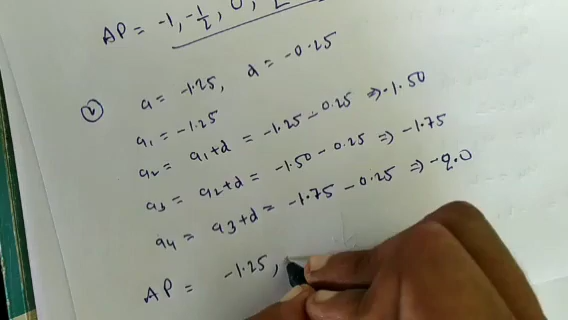 AP = -1, -1/2, 0,
(v) a = -1.25, d = -0.25
a1 = -1.25
a2 = a1+d = -1.25 - 0.25 ⇒ -1.50
a3 = a2+d = -1.50 - 0.25 ⇒ -1.75
a4 = a3+d = -1.75 - 0.25 ⇒ -2.0
AP = -1.25,